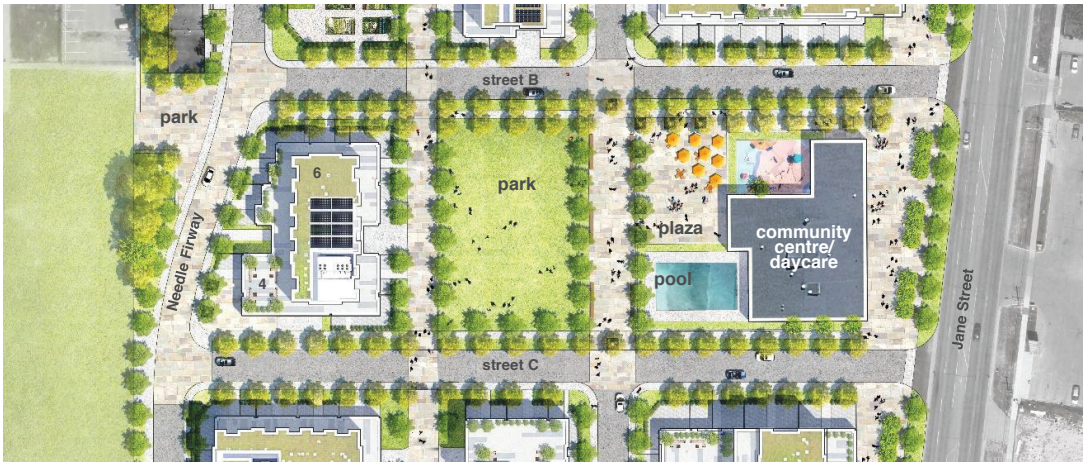 street B
park
6
park
plaza
community
centre/
daycare
pool
4
Needle Firway
Jane Street
street C